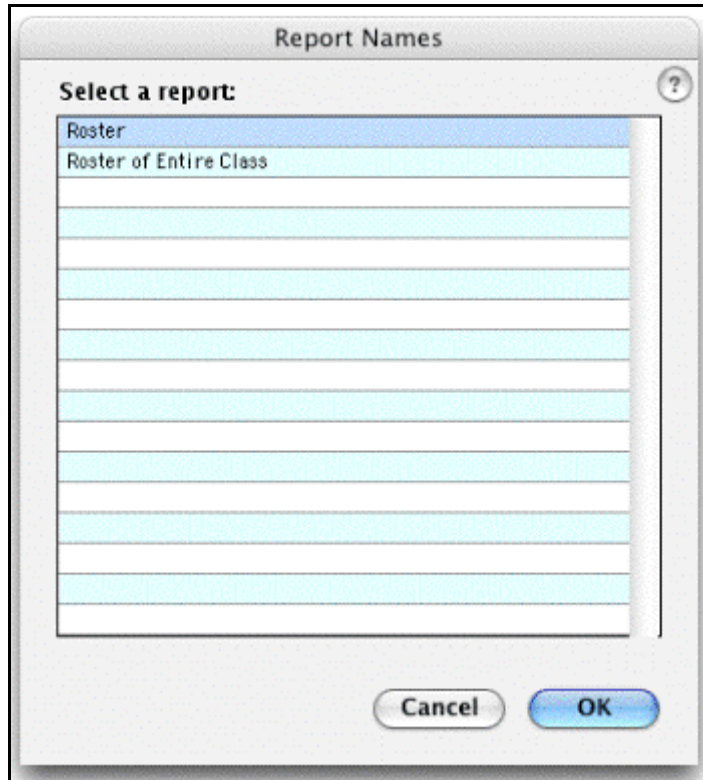 Report Names
Select a report:
?
Roster
Roster of Entire Class
Cancel
OK